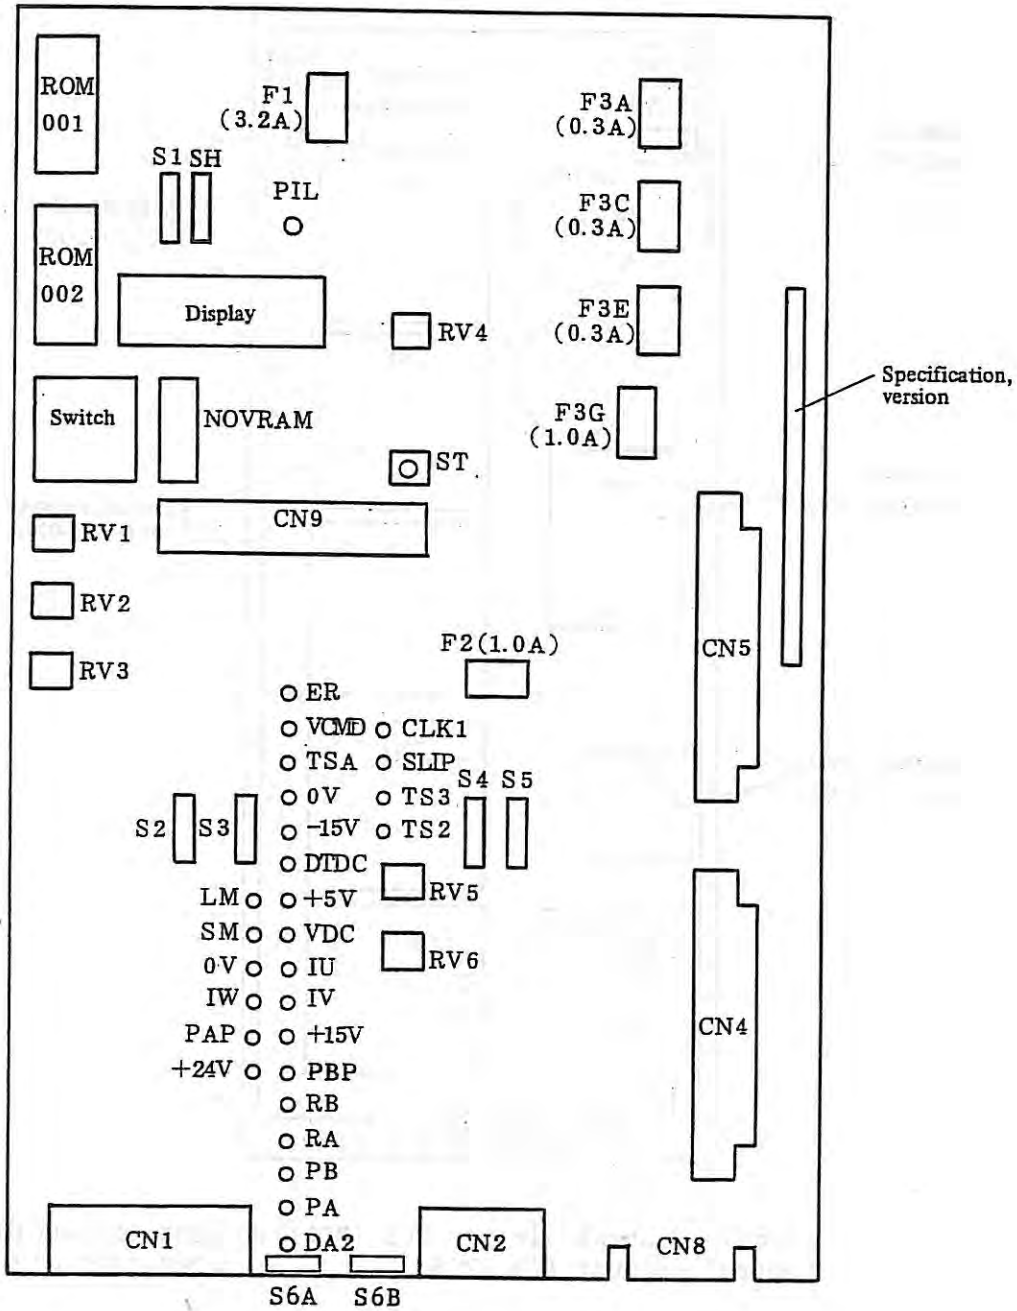 ROM
001
F1
(3.2A)
F3A
(0.3A)
S1 SH
PIL
F3C
(0.3A)
ROM
002
Display
RV4
F3E
(0.3A)
Specification,
version
Switch
NOVRAM
F3G
(1.0A)
ST
CN9
RV1
RV2
RV3
F2(1.0A)
CN5
ER
VCMD CLK1
TSA SLIP
S4 S5
0V TS3
S2 S3 -15V TS2
DTDC
LM +5V RV5
SM VDC
0V IU RV6
IW IV
PAP +15V
+24V PBP
CN4
RB
RA
PB
PA
CN1 DA2 CN2 CN8
S6A S6B